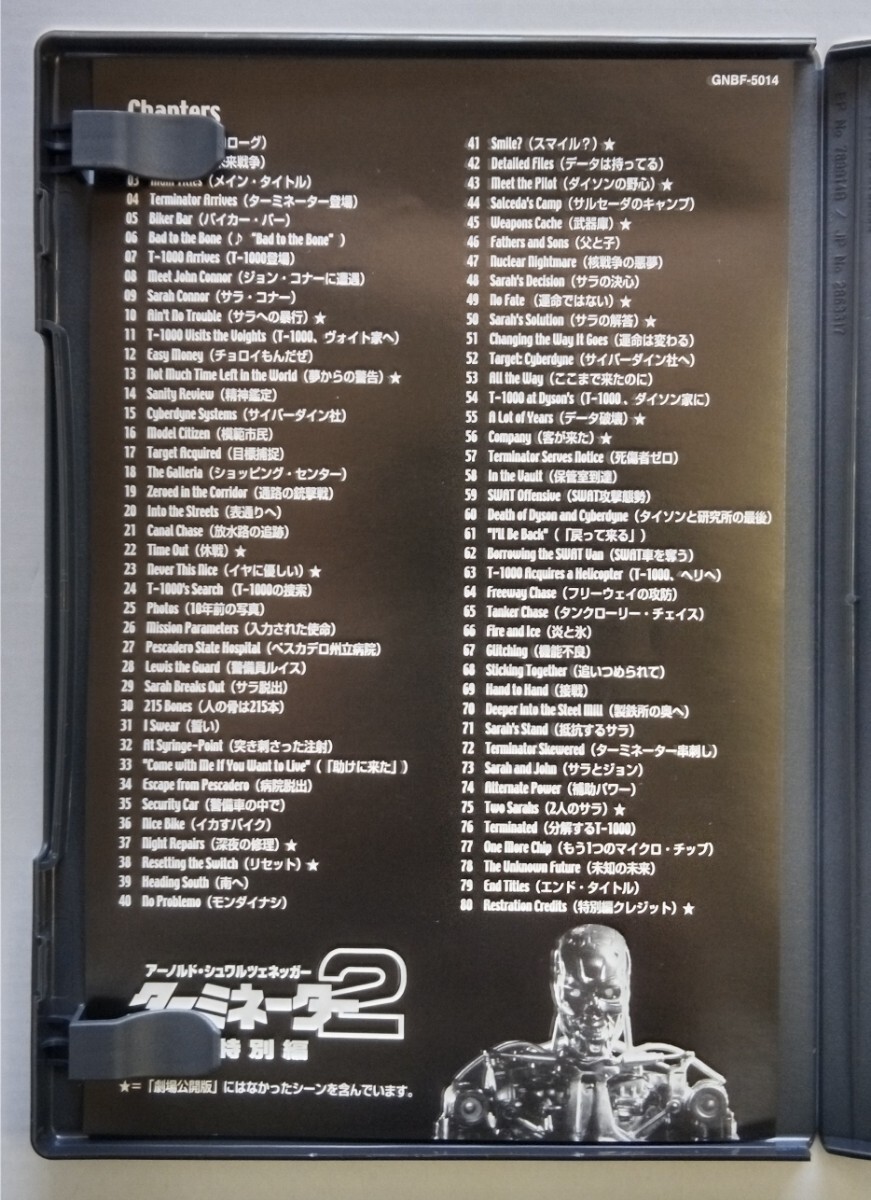 GNBF-5014
Chapters
ローグ）
未来戦争）
03 Main Titles（メイン・タイトル）
04 Terminator Arrives（ターミネーター登場）
05 Biker Bar（バイカー・バー）
06 Bad to the Bone（♪ "Bad to the Bone"）
07 T-1000 Arrives（T-1000登場）
08 Meet John Connor（ジョン・コナーに遭遇）
09 Sarah Connor（サラ・コナー）
10 Ain't No Trouble（サラへの暴行）★
11 T-1000 Visits the Voights（T-1000、ヴォイト家へ）
12 Easy Money（チョロイもんだぜ）
13 Not Much Time Left in the World（夢からの警告）★
14 Sanity Review（精神鑑定）
15 Cyberdyne Systems（サイバーダイン社）
16 Model Citizen（模範市民）
17 Target Acquired（目標捕捉）
18 The Galleria（ショッピング・センター）
19 Zeroed in the Corridor（通路の銃撃戦）
20 Into the Streets（表通りへ）
21 Canal Chase（放水路の追跡）
22 Time Out（休戦）★
23 Never This Nice（イヤに優しい）★
24 T-1000's Search（T-1000の捜索）
25 Photos（10年前の写真）
26 Mission Parameters（入力された使命）
27 Pescadero State Hospital（ペスカデロ州立病院）
28 Lewis the Guard（警備員ルイス）
29 Sarah Breaks Out（サラ脱出）
30 215 Bones（人の骨は215本）
31 I Swear（誓い）
32 At Syringe-Point（突き刺さった注射）
33 "Come with Me If You Want to Live"（「助けに来た」）
34 Escape from Pescadero（病院脱出）
35 Security Car（警備車の中で）
36 Nice Bike（イカすバイク）
37 Night Repairs（深夜の修理）★
38 Resetting the Switch（リセット）★
39 Heading South（南へ）
40 No Problemo（モンダイナシ）
41 Smile?（スマイル？）★
42 Detailed Files（データは持ってる）
43 Meet the Pilot（ダイソンの野心）★
44 Salceda's Camp（サルセーダのキャンプ）
45 Weapons Cache（武器庫）★
46 Fathers and Sons（父と子）
47 Nuclear Nightmare（核戦争の悪夢）
48 Sarah's Decision（サラの決心）
49 No Fate（運命ではない）★
50 Sarah's Solution（サラの解答）★
51 Changing the Way It Goes（運命は変わる）
52 Target: Cyberdyne（サイバーダイン社へ）
53 All the Way（ここまで来たのに）
54 T-1000 at Dyson's（T-1000、ダイソン家に）
55 A Lot of Years（データ破壊）★
56 Company（客が来た）★
57 Terminator Serves Notice（死傷者ゼロ）
58 In the Vault（保管室到達）
59 SWAT Offensive（SWAT攻撃態勢）
60 Death of Dyson and Cyberdyne（ダイソンと研究所の最後）
61 "I'll Be Back"（「戻って来る」）
62 Borrowing the SWAT Van（SWAT車を奪う）
63 T-1000 Acquires a Helicopter（T-1000、ヘリへ）
64 Freeway Chase（フリーウェイの攻防）
65 Tanker Chase（タンクローリー・チェイス）
66 Fire and Ice（炎と氷）
67 Glitching（機能不良）
68 Sticking Together（追いつめられて）
69 Hand to Hand（接戦）
70 Deeper into the Steel Mill（製鉄所の奥へ）
71 Sarah's Stand（抵抗するサラ）
72 Terminator Skewered（ターミネーター串刺し）
73 Sarah and John（サラとジョン）
74 Alternate Power（補助パワー）
75 Two Sarahs（2人のサラ）★
76 Terminated（分解するT-1000）
77 One More Chip（もう1つのマイクロ・チップ）
78 The Unknown Future（未知の未来）
79 End Titles（エンド・タイトル）
80 Restration Credits（特別編クレジット）★
アーノルド・シュワルツェネッガー
ターミネーター2
特別編
★＝「劇場公開版」にはなかったシーンを含んでいます。